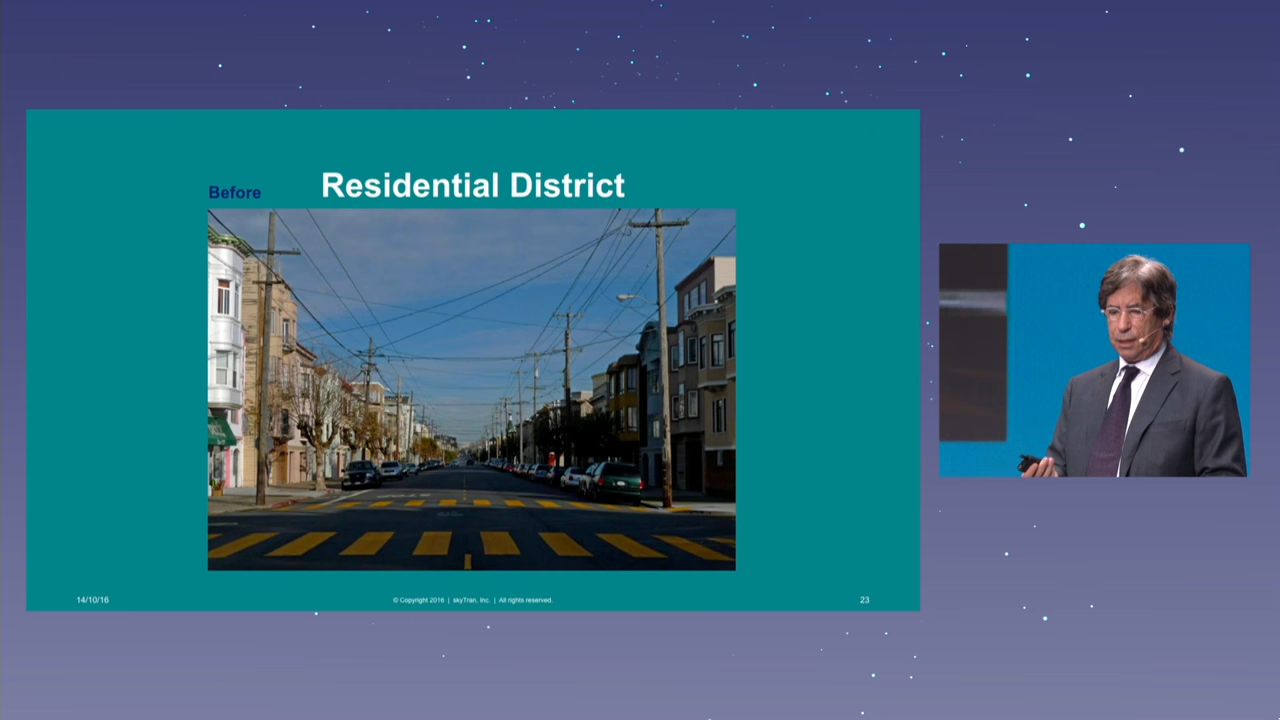 Before
Residential District
14/10/16
© Copyright 2016 | skyTran, Inc. | All rights reserved.
23